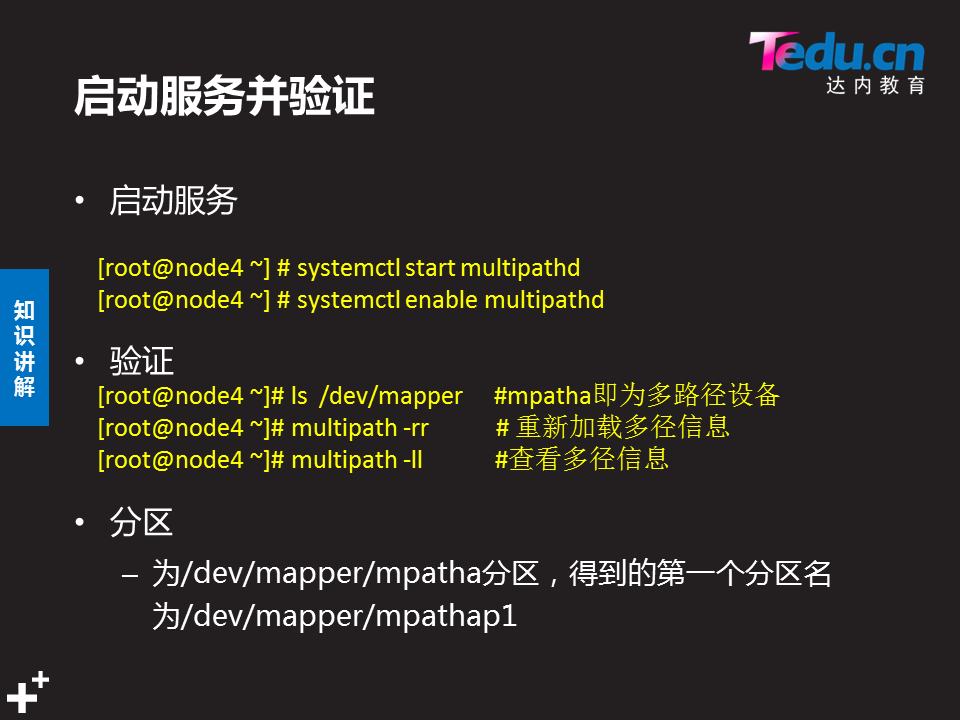 Tedu.cn
达内教育
启动服务并验证
• 启动服务
[root@node4 ~] # systemctl start multipathd
[root@node4 ~] # systemctl enable multipathd
知识讲解
• 验证
[root@node4 ~]# ls /dev/mapper #mpatha即为多路径设备
[root@node4 ~]# multipath -rr # 重新加载多径信息
[root@node4 ~]# multipath -ll #查看多径信息
• 分区
– 为/dev/mapper/mpatha分区，得到的第一个分区名
为/dev/mapper/mpathap1